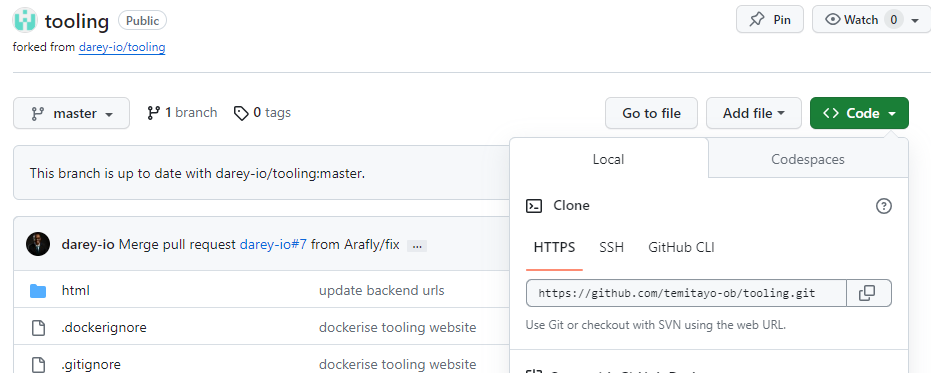 tooling Public Pin Watch 0
forked from darey-io/tooling
master 1 branch 0 tags Go to file Add file Code
Local Codespaces
This branch is up to date with darey-io/tooling:master.
Clone
darey-io Merge pull request darey-io#7 from Arafly/fix ...
HTTPS SSH GitHub CLI
html update backend urls
https://github.com/temitayo-ob/tooling.git
.dockerignore dockerise tooling website
Use Git or checkout with SVN using the web URL.
.gitignore dockerise tooling website